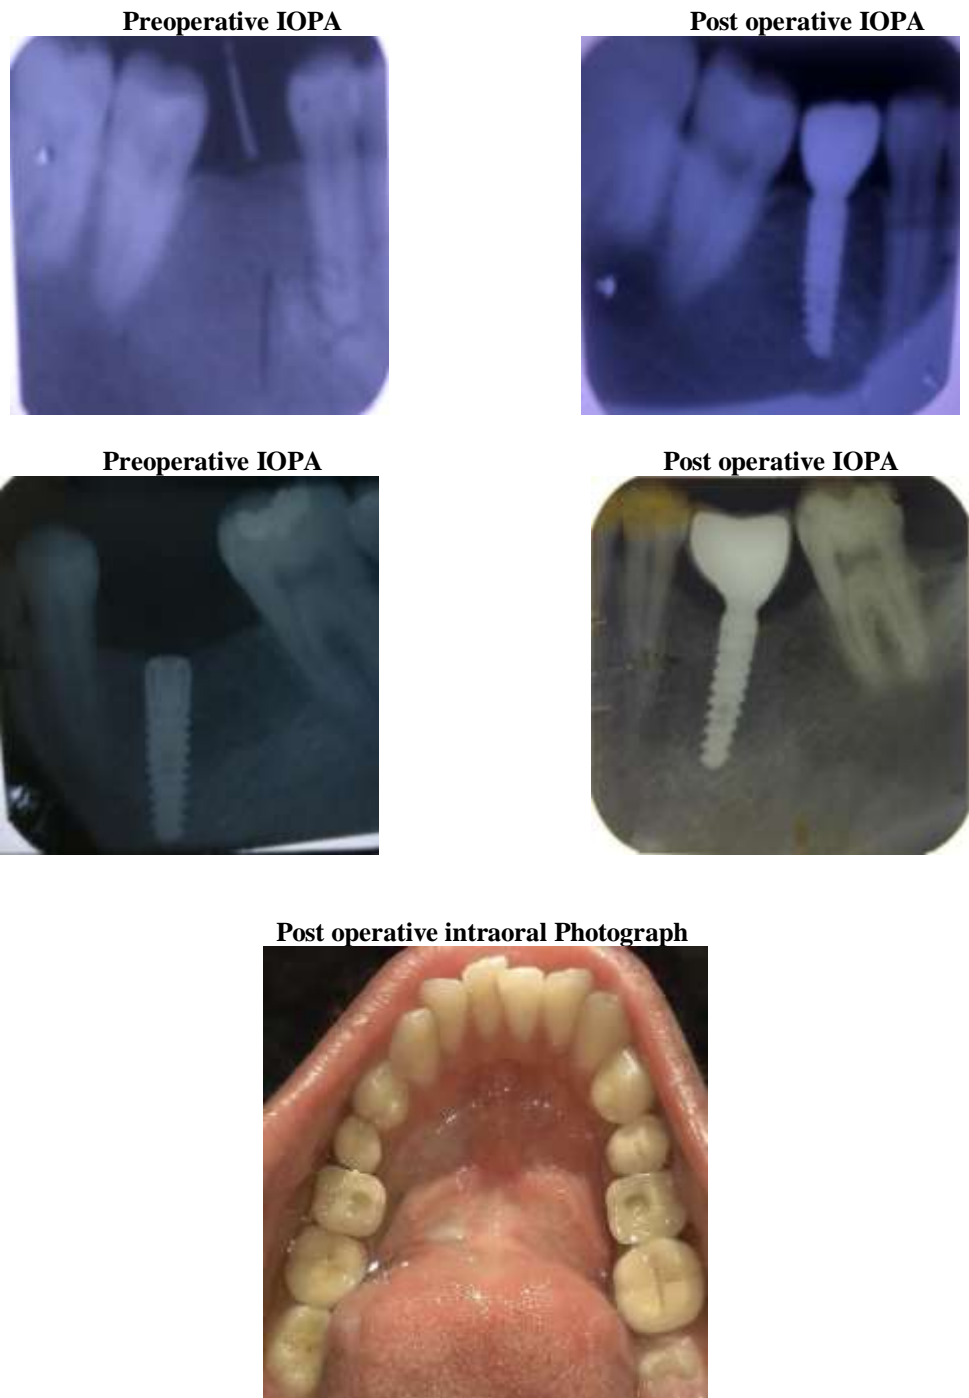 Preoperative IOPA
Post operative IOPA
Preoperative IOPA
Post operative IOPA
Post operative intraoral Photograph